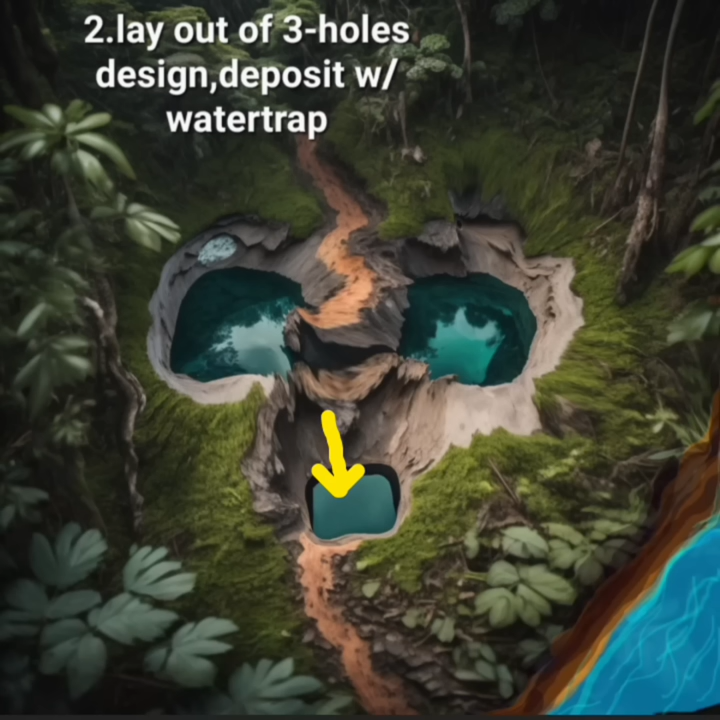 2.lay out of 3-holes
design,deposit w/
watertrap